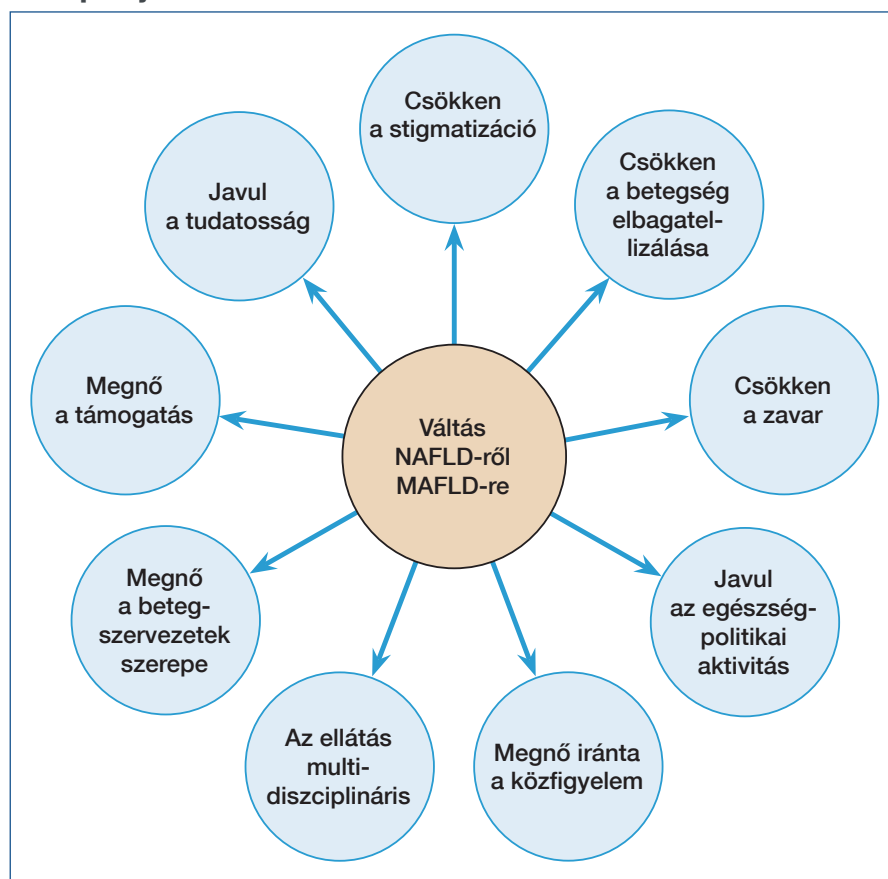 Csökken
a stigmatizáció
Csökken
a betegség
elbagatel-
lizálása
Csökken
a zavar
Javul
az egészség-
politikai
aktivitás
Megnő iránta
a közfigyelem
Az ellátás
multi-
diszciplináris
Megnő
a beteg-
szervezetek
szerepe
Megnő
a támogatás
Javul
a tudatosság
Váltás
NAFLD-ről
MAFLD-re